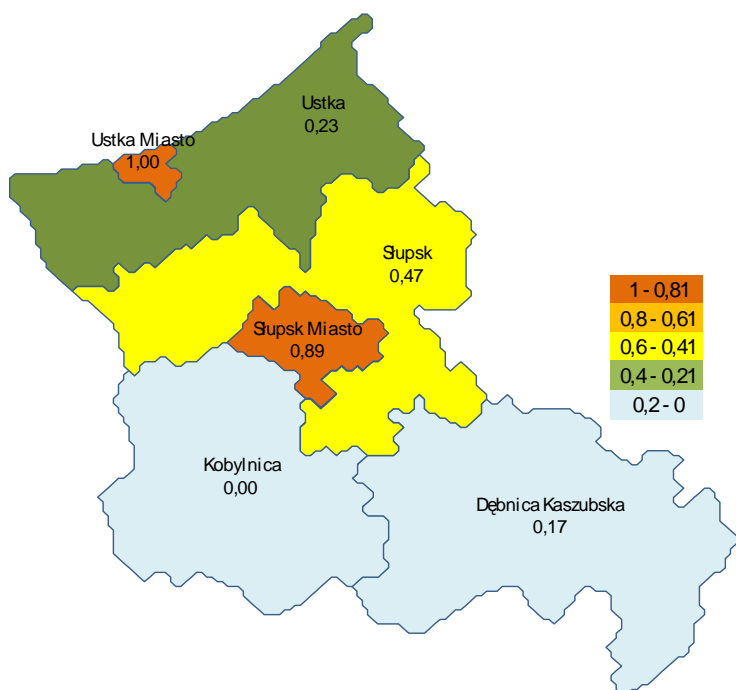 Ustka
0,23
Ustka Miasto
1,00
Słupsk
0,47
Słupsk Miasto
0,89
Kobylnica
0,00
Dębnica Kaszubska
0,17
1 - 0,81
0,8 - 0,61
0,6 - 0,41
0,4 - 0,21
0,2 - 0